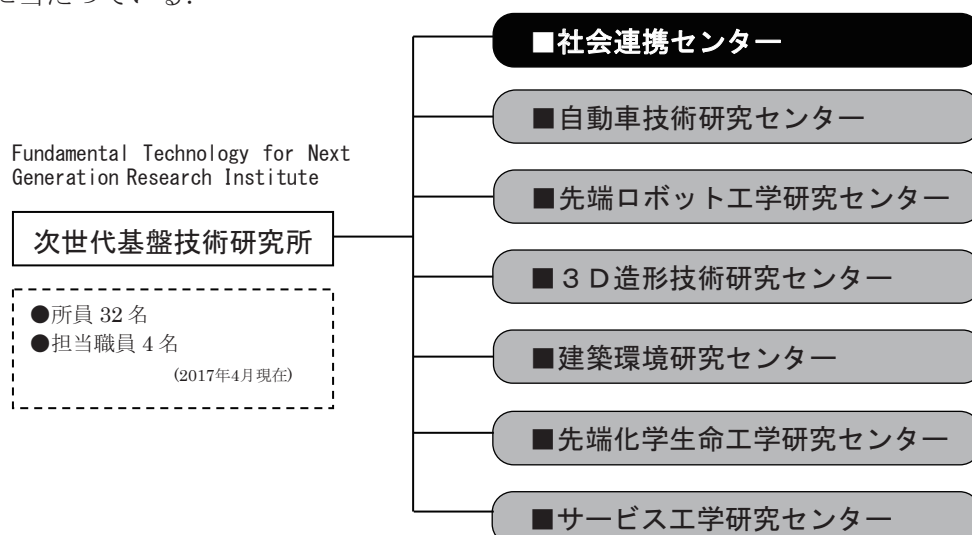 に当たっている.
Fundamental Technology for Next
Generation Research Institute
次世代基盤技術研究所
●所員 32 名
●担当職員 4 名
(2017年4月現在)
■社会連携センター
■自動車技術研究センター
■先端ロボット工学研究センター
■３Ｄ造形技術研究センター
■建築環境研究センター
■先端化学生命工学研究センター
■サービス工学研究センター